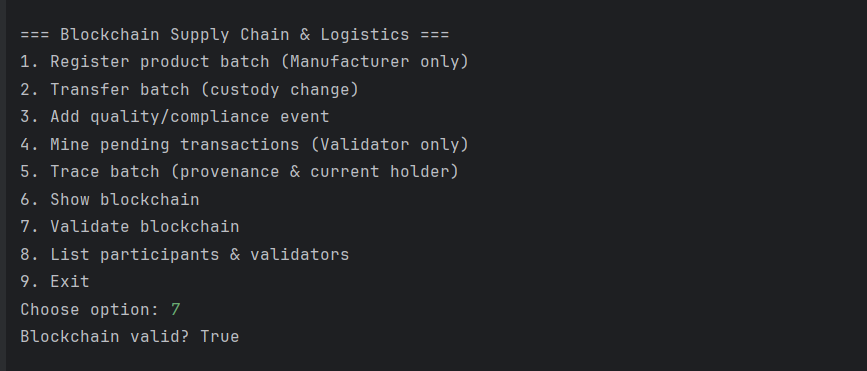 === Blockchain Supply Chain & Logistics ===
1. Register product batch (Manufacturer only)
2. Transfer batch (custody change)
3. Add quality/compliance event
4. Mine pending transactions (Validator only)
5. Trace batch (provenance & current holder)
6. Show blockchain
7. Validate blockchain
8. List participants & validators
9. Exit
Choose option: 7
Blockchain valid? True